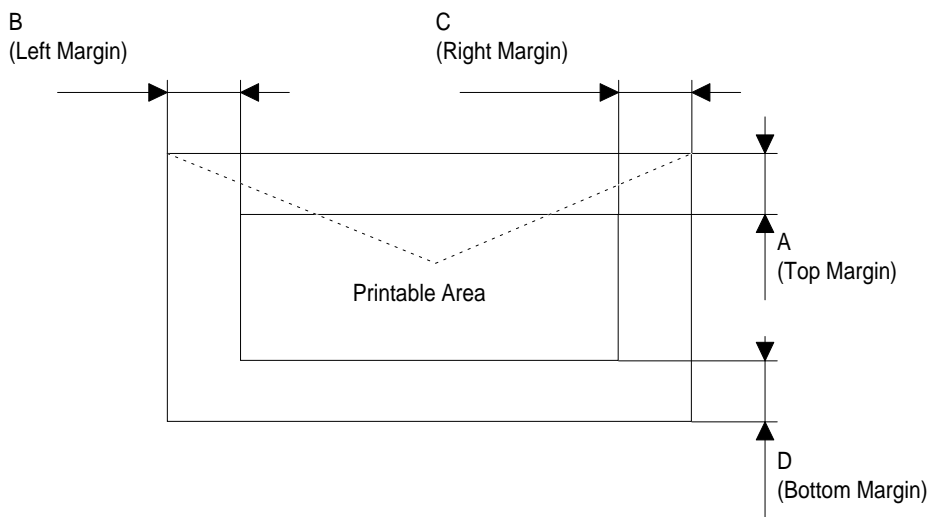 B
(Left Margin)
C
(Right Margin)
A
(Top Margin)
Printable Area
D
(Bottom Margin)